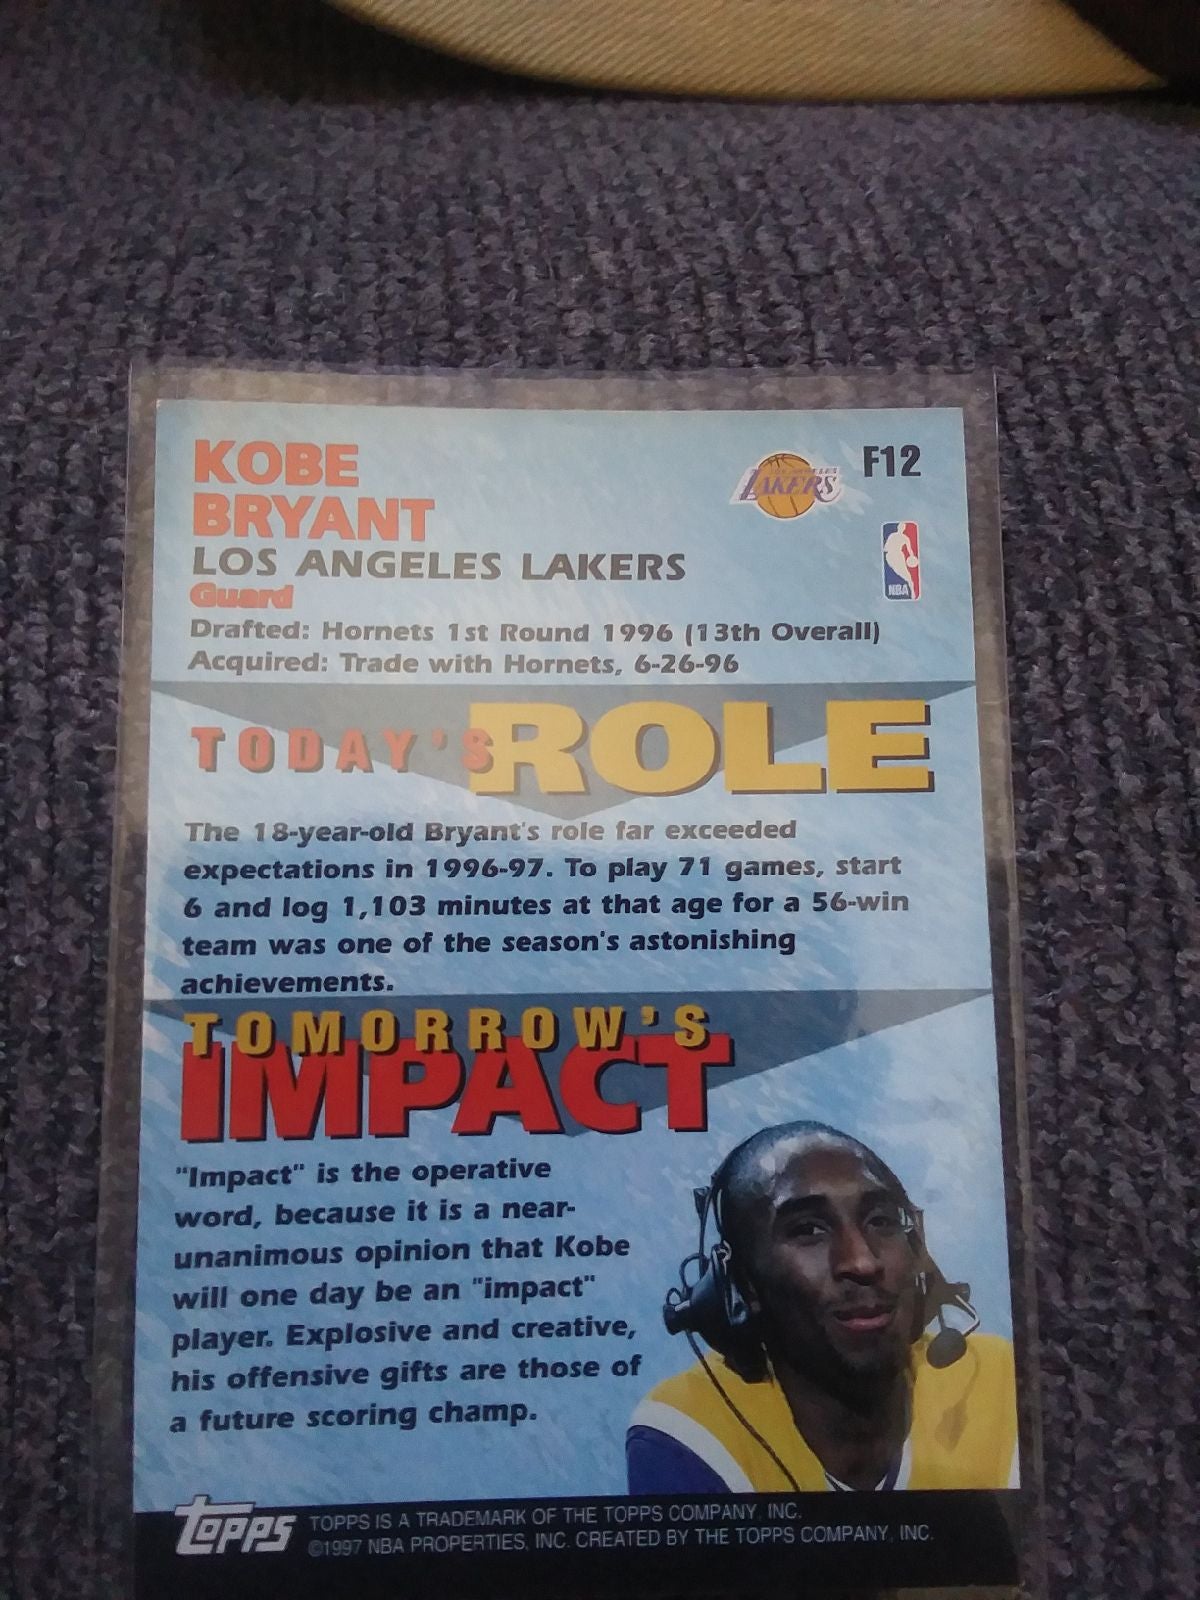 KOBE
BRYANT
LOS ANGELES LAKERS
Guard
Drafted: Hornets 1st Round 1996 (13th Overall)
Acquired: Trade with Hornets, 6-26-96
LOS ANGELES
LAKERS
F12
NBA
TODAY'S ROLE
The 18-year-old Bryant's role far exceeded
expectations in 1996-97. To play 71 games, start
6 and log 1,103 minutes at that age for a 56-win
team was one of the season's astonishing
achievements.
TOMORROW'S
IMPACT
"Impact" is the operative
word, because it is a near-
unanimous opinion that Kobe
will one day be an "impact"
player. Explosive and creative,
his offensive gifts are those of
a future scoring champ.
Topps
TOPPS IS A TRADEMARK OF THE TOPPS COMPANY, INC.
©1997 NBA PROPERTIES, INC. CREATED BY THE TOPPS COMPANY, INC.